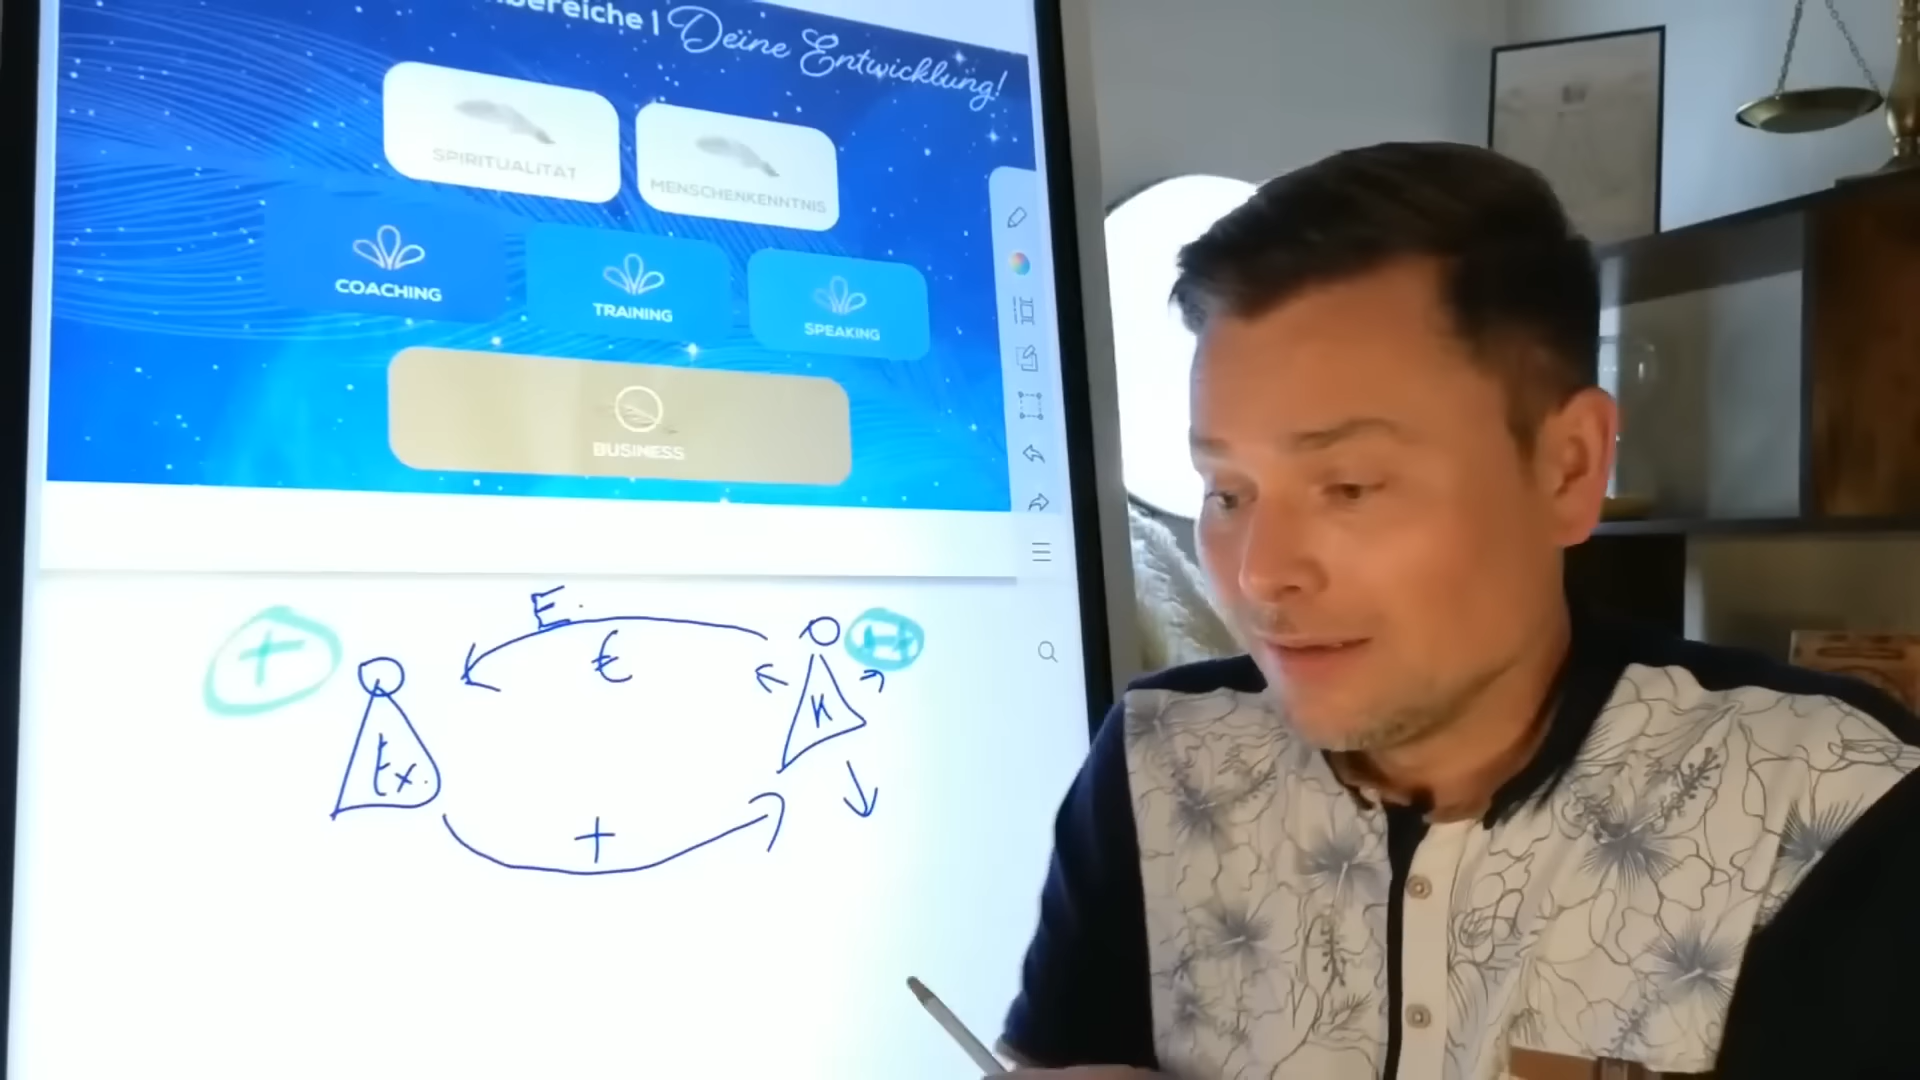 bereiche | Deine Entwicklung!
SPIRITUALITÄT
MENSCHENKENNTNIS
COACHING
TRAINING
SPEAKING
BUSINESS
E.
€
+
K
Ex.
+